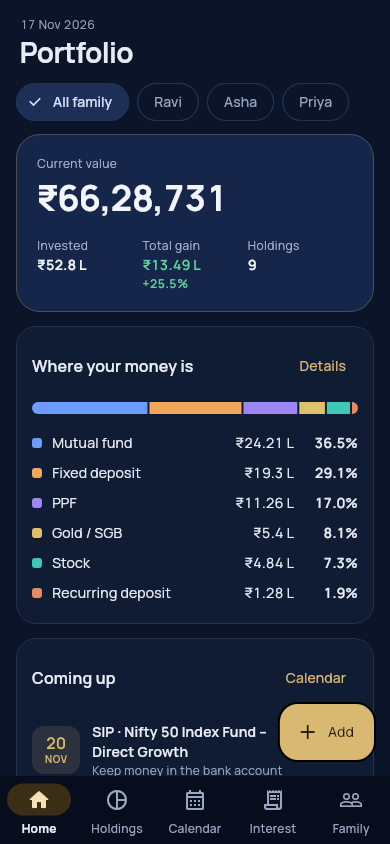 17 Nov 2026
Portfolio
All family
Ravi
Asha
Priya
Current value
₹66,28,731
Invested
Total gain
Holdings
₹52.8 L
₹13.49 L
9
+25.5%
Where your money is
Details
Mutual fund ₹24.21 L 36.5%
Fixed deposit ₹19.3 L 29.1%
PPF ₹11.26 L 17.0%
Gold / SGB ₹5.4 L 8.1%
Stock ₹4.84 L 7.3%
Recurring deposit ₹1.28 L 1.9%
Coming up
Calendar
20
NOV
SIP · Nifty 50 Index Fund –
Direct Growth
Keep money in the bank account
Add
Home
Holdings
Calendar
Interest
Family